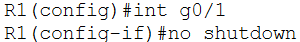 R1(config)#int g0/1
R1(config-if)#no shutdown